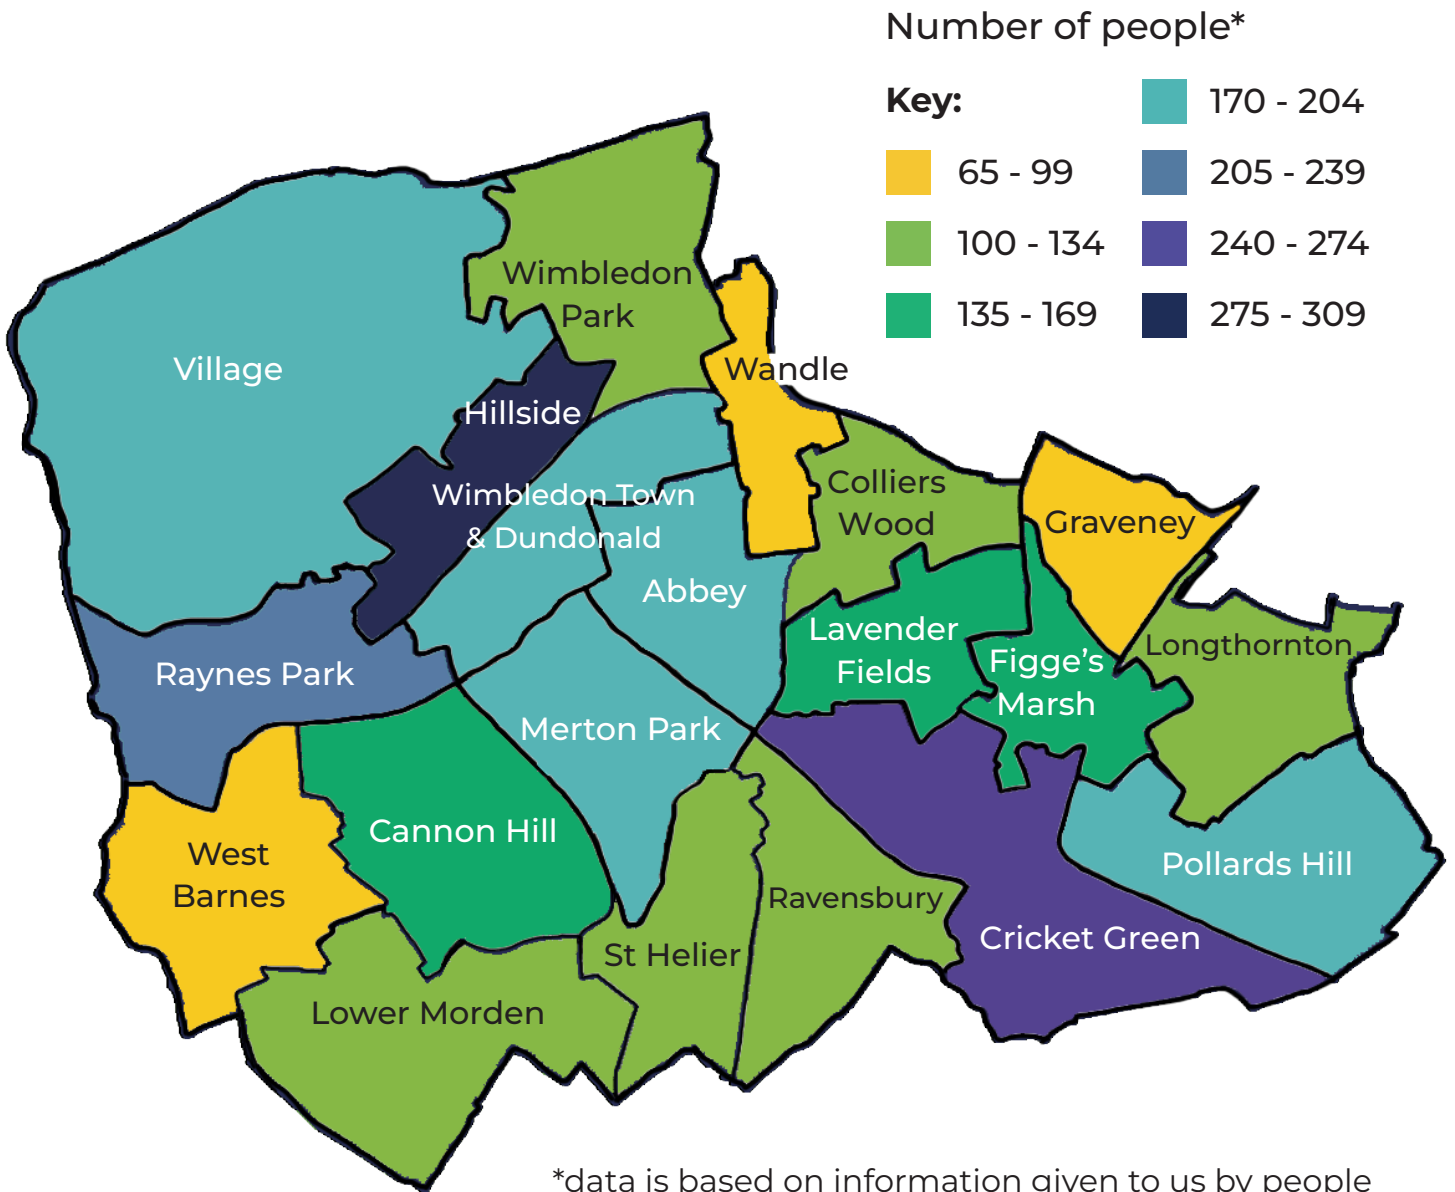 Number of people*
Key:
170 - 204
65 - 99
205 - 239
100 - 134
240 - 274
135 - 169
275 - 309
Wimbledon
Park
Village
Wandle
Hillside
Wimbledon Town
& Dundonald
Colliers
Wood
Graveney
Abbey
Lavender
Fields
Figge's
Marsh
Longthornton
Raynes Park
Merton Park
Cannon Hill
West
Barnes
Pollards Hill
Ravensbury
Cricket Green
St Helier
Lower Morden
*data is based on information given to us by people